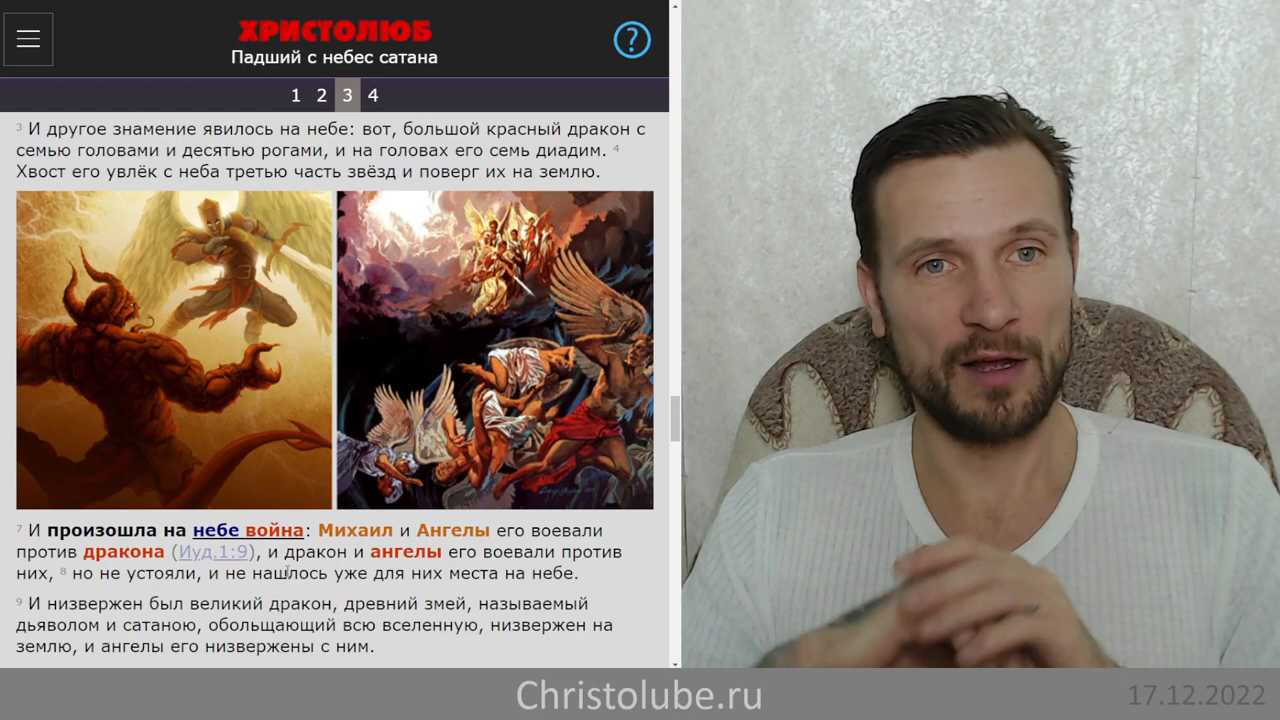 ХРИСТОЛЮБ
Падший с небес сатана
?
1 2 3 4
3 И другое знамение явилось на небе: вот, большой красный дракон с
семью головами и десятью рогами, и на головах его семь диадим. 4
Хвост его увлёк с неба третью часть звёзд и поверг их на землю.
7 И произошла на небе война: Михаил и Ангелы его воевали
против дракона (Иуд.1:9), и дракон и ангелы его воевали против
них, 8 но не устояли, и не нашлось уже для них места на небе.
9 И низвержен был великий дракон, древний змей, называемый
дьяволом и сатаною, обольщающий всю вселенную, низвержен на
землю, и ангелы его низвержены с ним.
Christolube.ru
17.12.2022